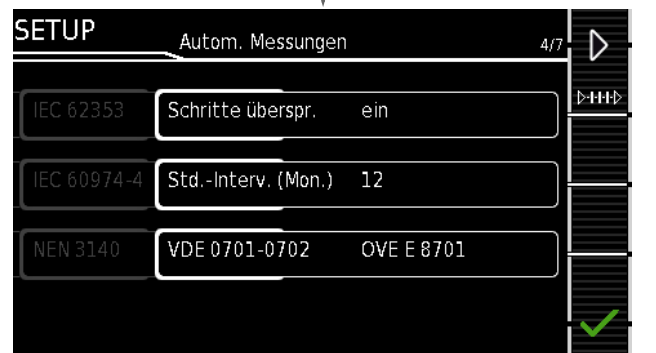 SETUP
Autom. Messungen
4/7
IEC 62353
Schritte überspr.
ein
IEC 60974-4
Std.-Interv. (Mon.)
12
NEN 3140
VDE 0701-0702
OVE E 8701